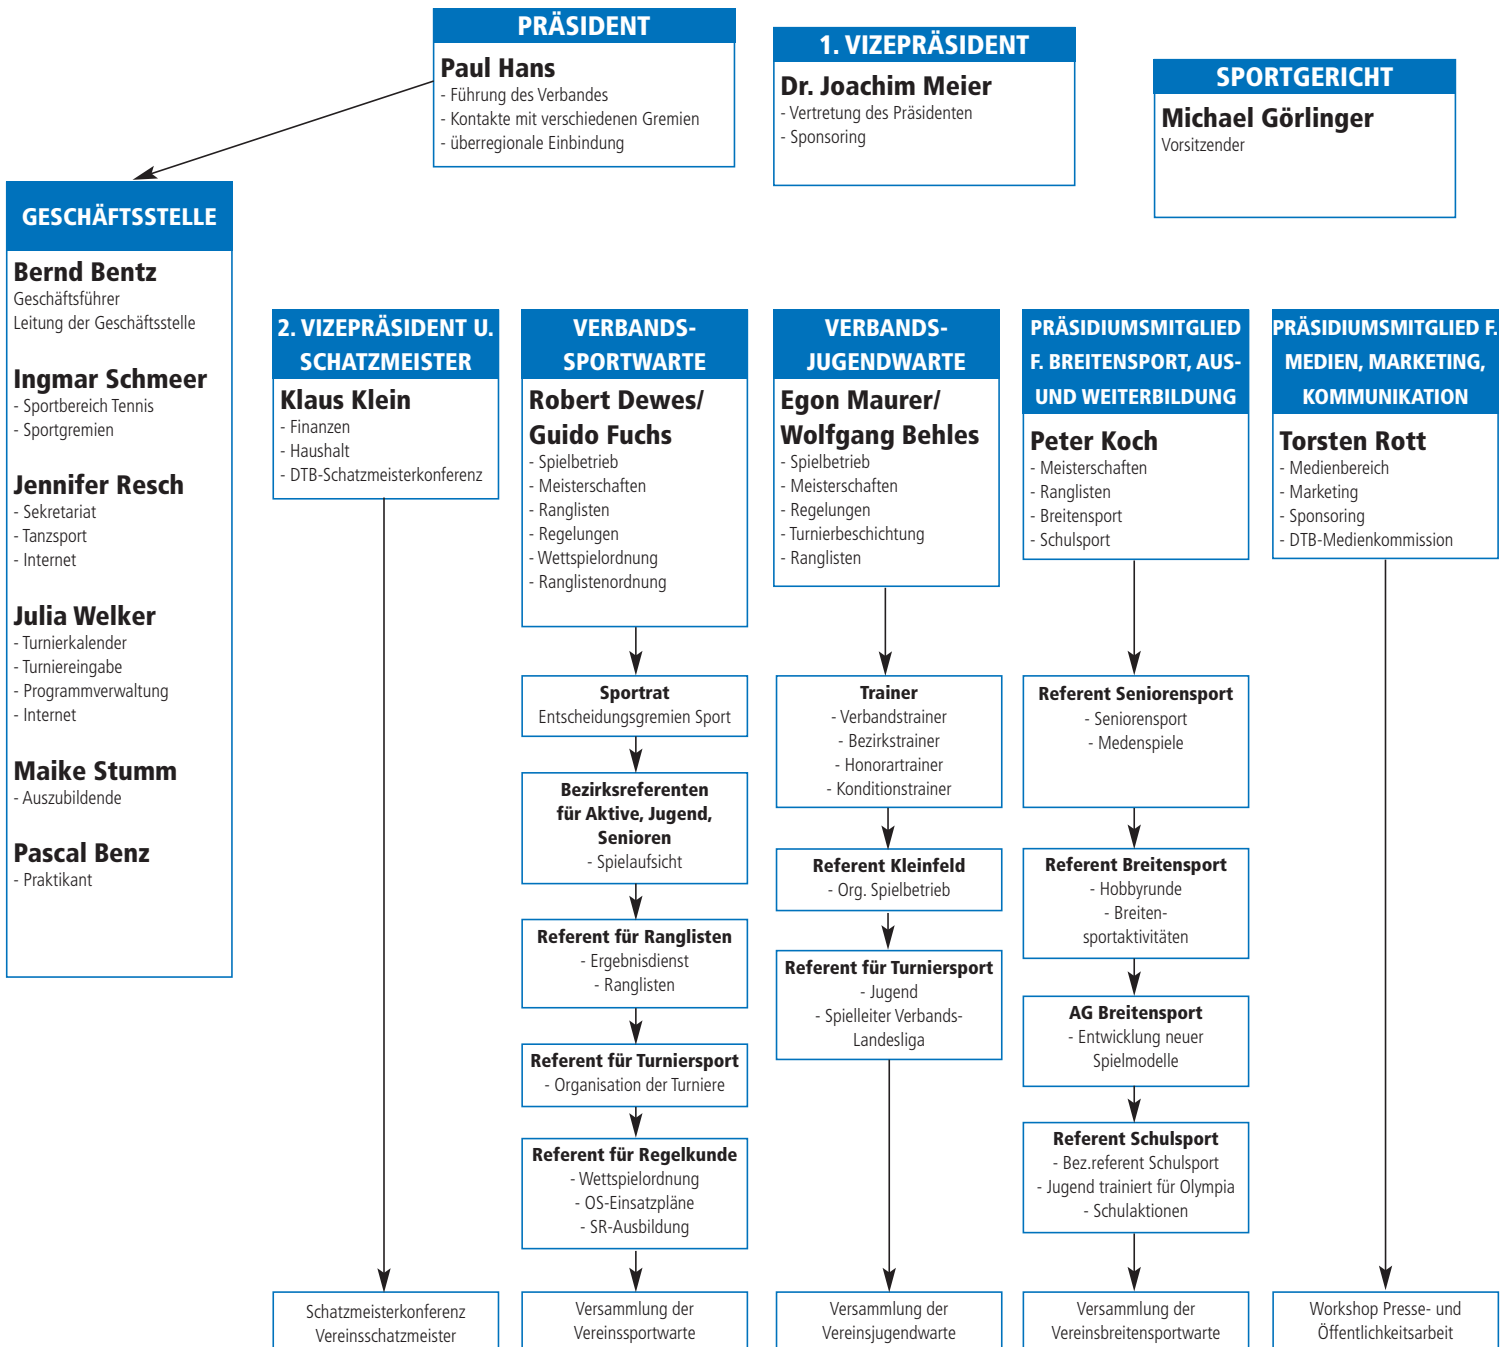 PRÄSIDENT
Paul Hans
- Führung des Verbandes
- Kontakte mit verschiedenen Gremien
- überregionale Einbindung
1. VIZEPRÄSIDENT
Dr. Joachim Meier
- Vertretung des Präsidenten
- Sponsoring
SPORTGERICHT
Michael Görlinger
Vorsitzender
GESCHÄFTSSTELLE
Bernd Bentz
Geschäftsführer
Leitung der Geschäftsstelle
Ingmar Schmeer
- Sportbereich Tennis
- Sportgremien
Jennifer Resch
- Sekretariat
- Tanzsport
- Internet
Julia Welker
- Turnierkalender
- Turniereingabe
- Programmverwaltung
- Internet
Maike Stumm
- Auszubildende
Pascal Benz
- Praktikant
2. VIZEPRÄSIDENT U.
SCHATZMEISTER
Klaus Klein
- Finanzen
- Haushalt
- DTB-Schatzmeisterkonferenz
Schatzmeisterkonferenz
Vereinsschatzmeister
VERBANDS-
SPORTWARTE
Robert Dewes/
Guido Fuchs
- Spielbetrieb
- Meisterschaften
- Ranglisten
- Regelungen
- Wettspielordnung
- Ranglistenordnung
Sportrat
Entscheidungsgremien Sport
Bezirksreferenten
für Aktive, Jugend,
Senioren
- Spielaufsicht
Referent für Ranglisten
- Ergebnisdienst
- Ranglisten
Referent für Turniersport
- Organisation der Turniere
Referent für Regelkunde
- Wettspielordnung
- OS-Einsatzpläne
- SR-Ausbildung
Versammlung der
Vereinssportwarte
VERBANDS-
JUGENDWARTE
Egon Maurer/
Wolfgang Behles
- Spielbetrieb
- Meisterschaften
- Regelungen
- Turnierbeschichtung
- Ranglisten
Trainer
- Verbandstrainer
- Bezirkstrainer
- Honorartrainer
- Konditionstrainer
Referent Kleinfeld
- Org. Spielbetrieb
Referent für Turniersport
- Jugend
- Spielleiter Verbands-
Landesliga
Versammlung der
Vereinsjugendwarte
PRÄSIDIUMSMITGLIED
F. BREITENSPORT, AUS-
UND WEITERBILDUNG
Peter Koch
- Meisterschaften
- Ranglisten
- Breitensport
- Schulsport
Referent Seniorensport
- Seniorensport
- Medenspiele
Referent Breitensport
- Hobbyrunde
- Breiten-
sportaktivitäten
AG Breitensport
- Entwicklung neuer
Spielmodelle
Referent Schulsport
- Bez.referent Schulsport
- Jugend trainiert für Olympia
- Schulaktionen
Versammlung der
Vereinsbreitensportwarte
PRÄSIDIUMSMITGLIED F.
MEDIEN, MARKETING,
KOMMUNIKATION
Torsten Rott
- Medienbereich
- Marketing
- Sponsoring
- DTB-Medienkommission
Workshop Presse- und
Öffentlichkeitsarbeit